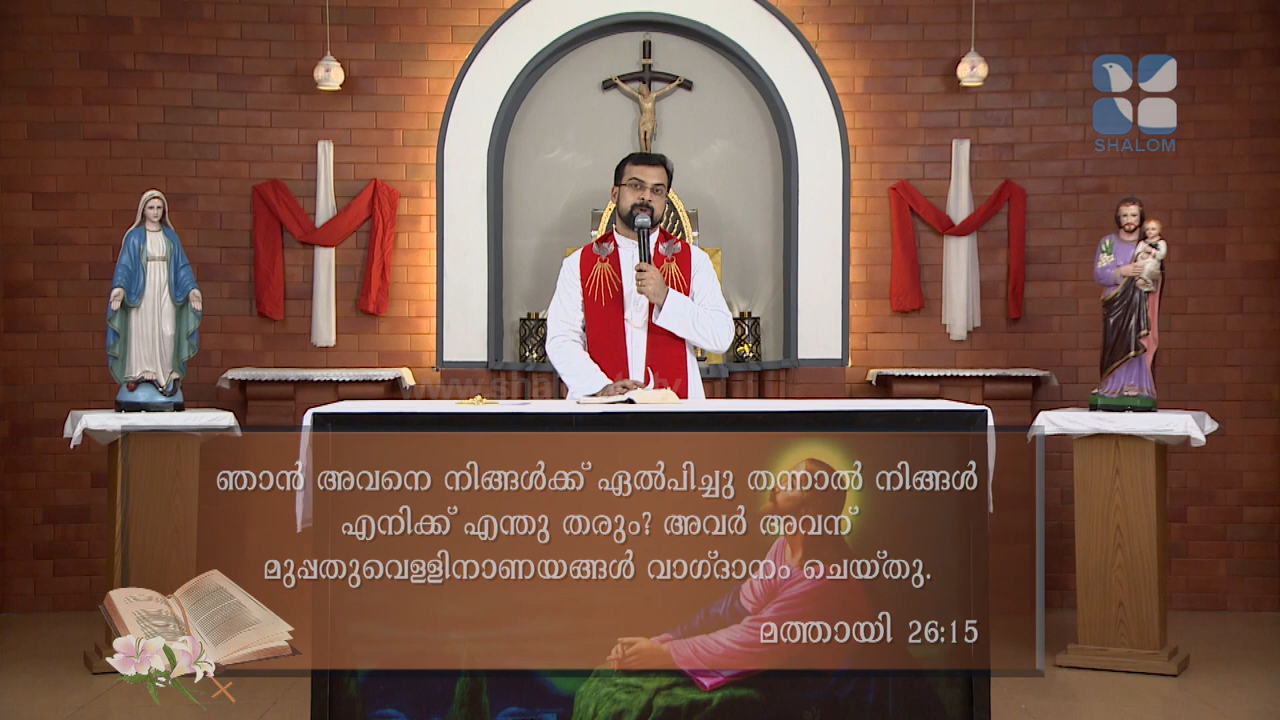 SHALOM
ഞാൻ അവനെ നിങ്ങൾക്ക് ഏൽപിച്ചു തന്നാൽ നിങ്ങൾ
എനിക്ക് എന്തു തരും? അവർ അവന്
മുപ്പതുവെള്ളിനാണയങ്ങൾ വാഗ്ദാനം ചെയ്തു.
മത്തായി 26:15